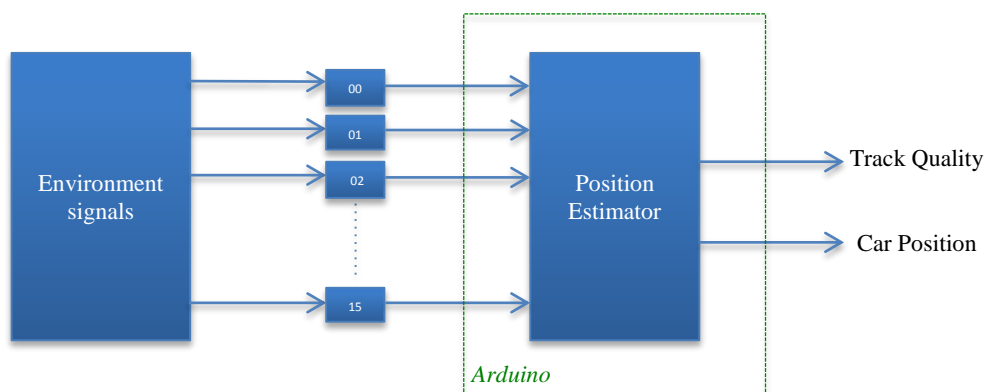 Environment
signals
00
01
02
15
Position
Estimator
Track Quality
Car Position
Arduino